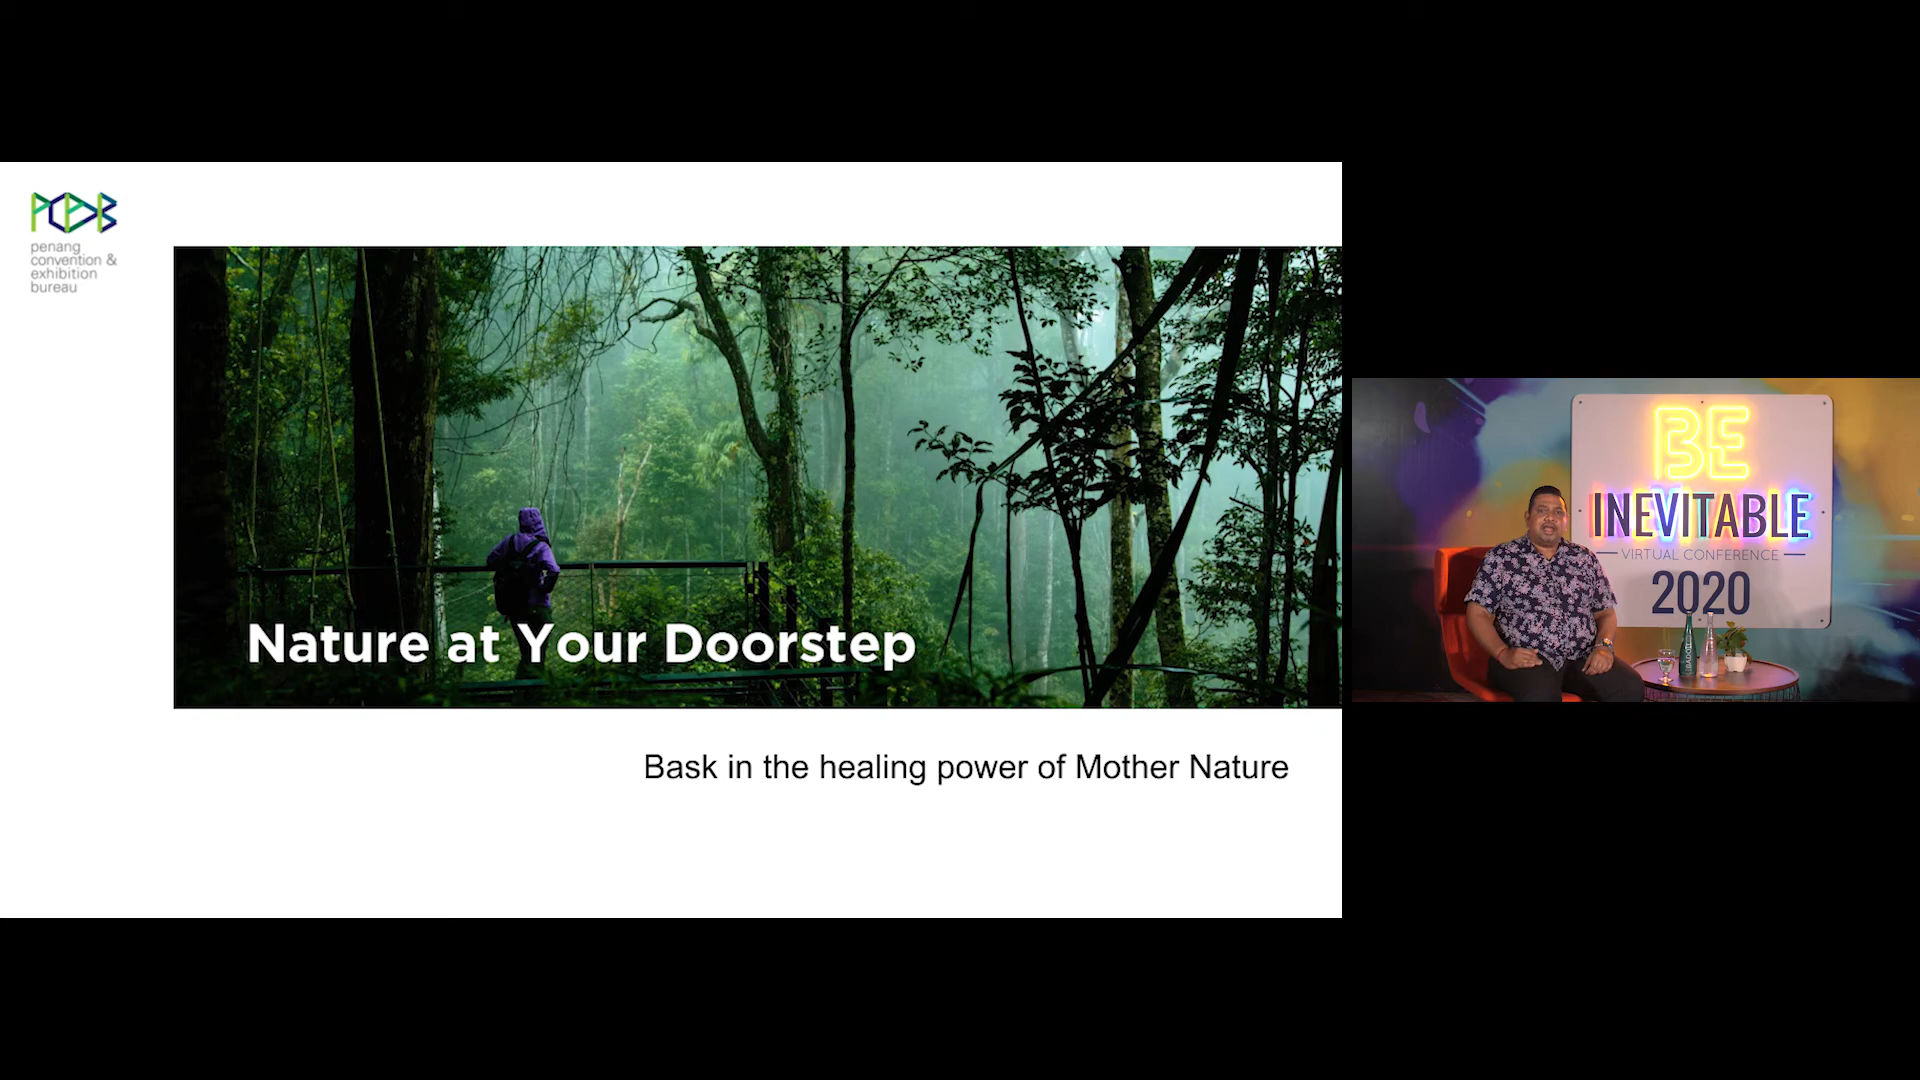 PCEB
penang
convention &
exhibition
bureau
Nature at Your Doorstep
Bask in the healing power of Mother Nature
BE
INEVITABLE
VIRTUAL CONFERENCE
2020